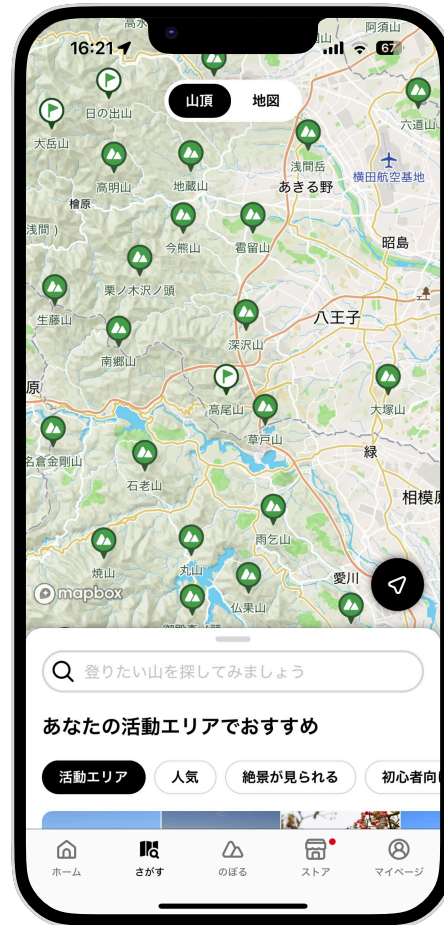 阿須山
16:21
67
山頂
地図
日の出山
六道山
大岳山
浅間岳
横田航空基地
高明山
地蔵山
あきる野
檜原
浅間）
今熊山
雹留山
昭島
栗ノ木沢ノ頭
生藤山
八王子
深沢山
南郷山
原
高尾山
大塚山
草戸山
緑
名倉金剛山
石老山
相模原
雨乞山
焼山
丸山
愛川
mapbox
仏果山
登りたい山を探してみましょう
あなたの活動エリアでおすすめ
活動エリア
人気
絶景が見られる
初心者向け
ホーム
さがす
のぼる
ストア
マイページ